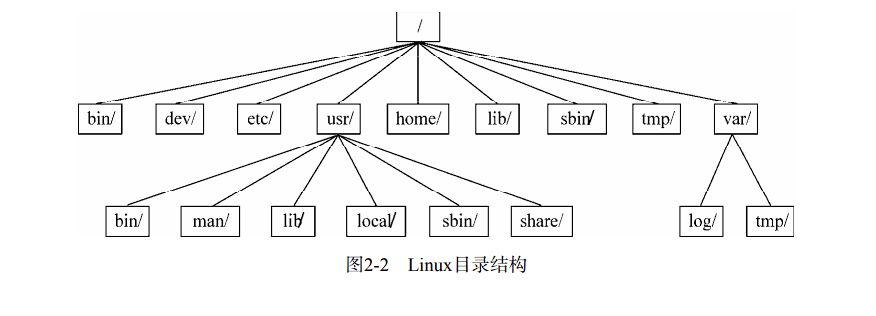 /
bin/ dev/ etc/ usr/ home/ lib/ sbin/ tmp/ var/
bin/ man/ lib/ local/ sbin/ share/ log/ tmp/
图2-2 Linux目录结构